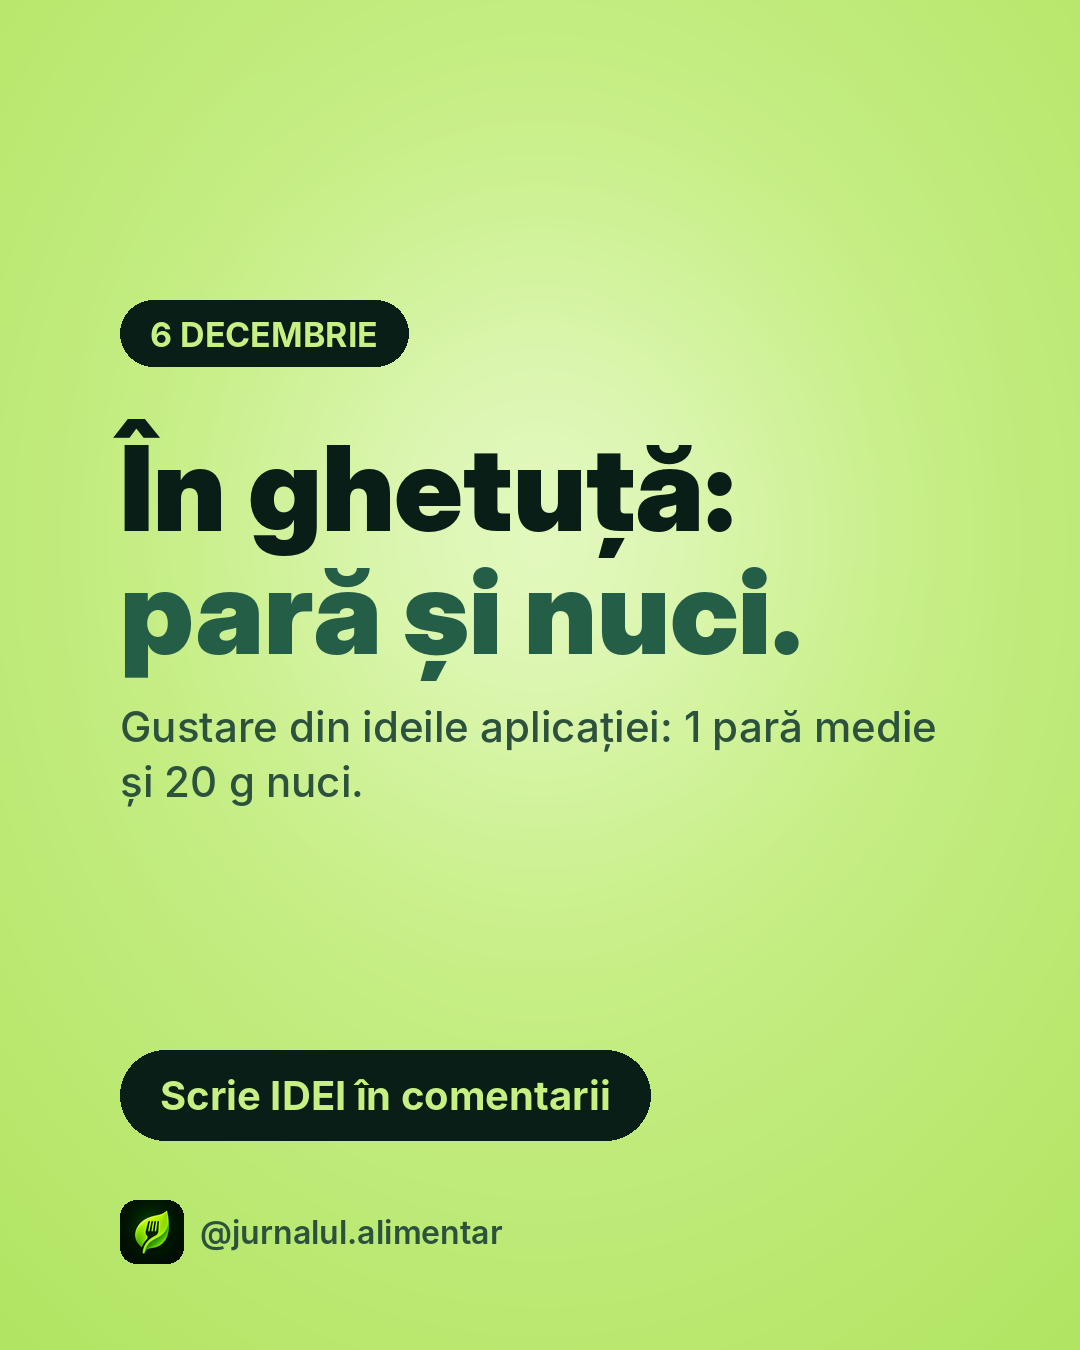 6 DECEMBRIE
În ghetuță:
pară și nuci.
Gustare din ideile aplicației: 1 pară medie
și 20 g nuci.
Scrie IDEI în comentarii
@jurnalul.alimentar